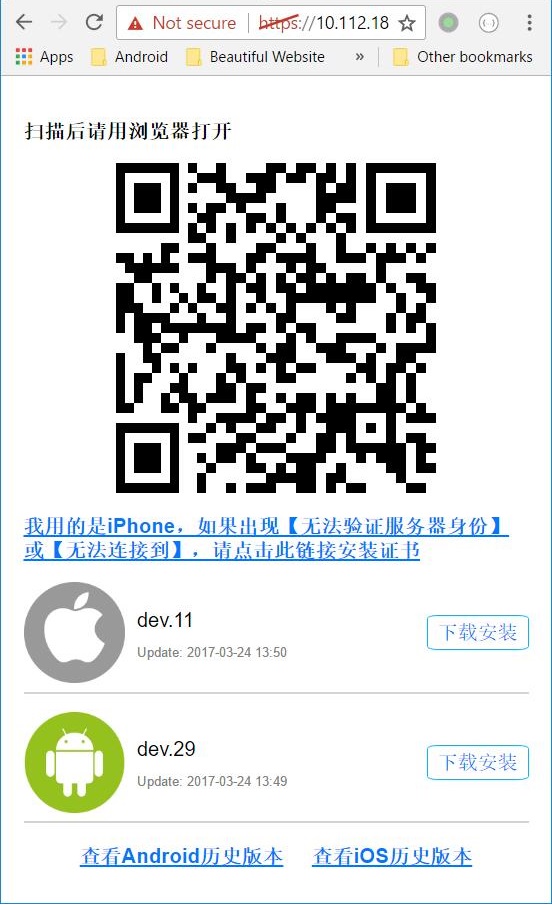 Not secure https://10.112.18
Apps Android Beautiful Website » Other bookmarks
扫描后请用浏览器打开
我用的是iPhone，如果出现【无法验证服务器身份】
或【无法连接到】，请点击此链接安装证书
dev.11
Update: 2017-03-24 13:50
下载安装
dev.29
Update: 2017-03-24 13:49
下载安装
查看Android历史版本 查看iOS历史版本